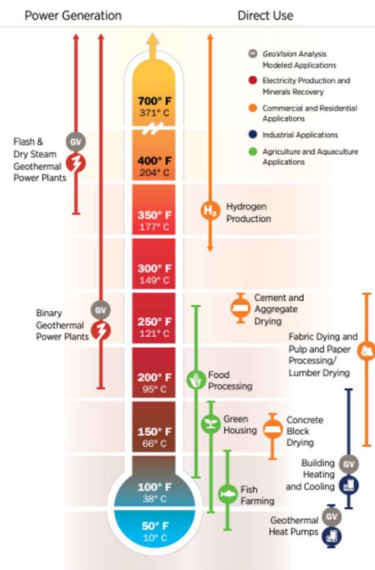 Power Generation
Direct Use
GeoVision Analysis
Modeled Applications
Electricity Production and
Minerals Recovery
Commercial and Residential
Applications
Industrial Applications
Agriculture and Aquaculture
Applications
700° F
371° C
GV
Flash &
Dry Steam
Geothermal
Power Plants
400° F
204° C
350° F
177° C
H₂
Hydrogen
Production
300° F
149° C
Cement and
Aggregate
Drying
GV
Binary
Geothermal
Power Plants
250° F
121° C
Fabric Dying and
Pulp and Paper
Processing/
Lumber Drying
200° F
95° C
Food
Processing
150° F
66° C
Green
Housing
Concrete
Block
Drying
Building
Heating
and Cooling
GV
100° F
38° C
Fish
Farming
50° F
10° C
Geothermal
Heat Pumps
GV